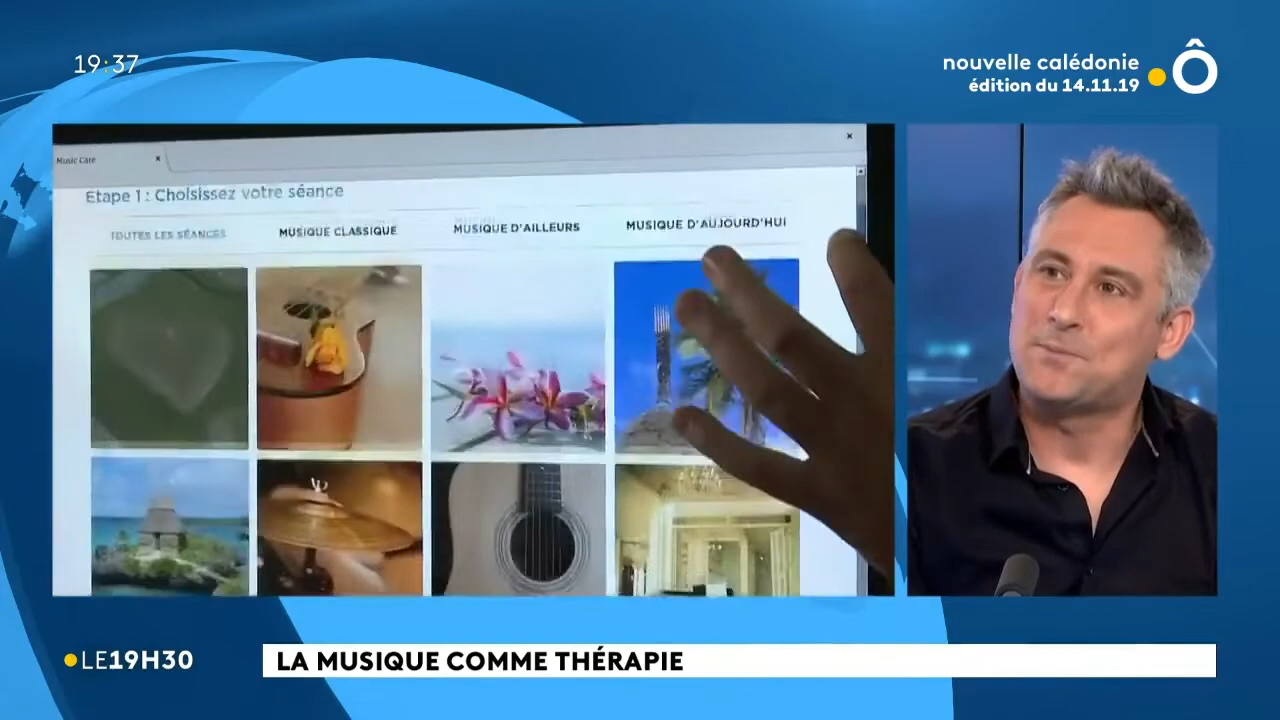 19:37
nouvelle calédonie
édition du 14.11.19
Ô
Music Care
Etape 1 : Choisissez votre séance
TOUTES LES SÉANCES
MUSIQUE CLASSIQUE
MUSIQUE D'AILLEURS
MUSIQUE D'AUJOURD'HUI
LE19H30
LA MUSIQUE COMME THÉRAPIE